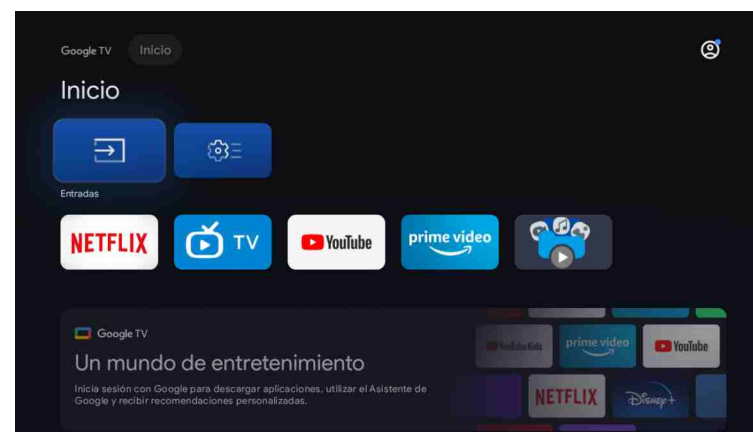 Google TV Inicio
Inicio
Entradas
NETFLIX TV YouTube prime video
Google TV
Un mundo de entretenimiento
Inicia sesión con Google para descargar aplicaciones, utilizar el Asistente de
Google y recibir recomendaciones personalizadas.
YouTube Kids prime video YouTube
NETFLIX Disney+